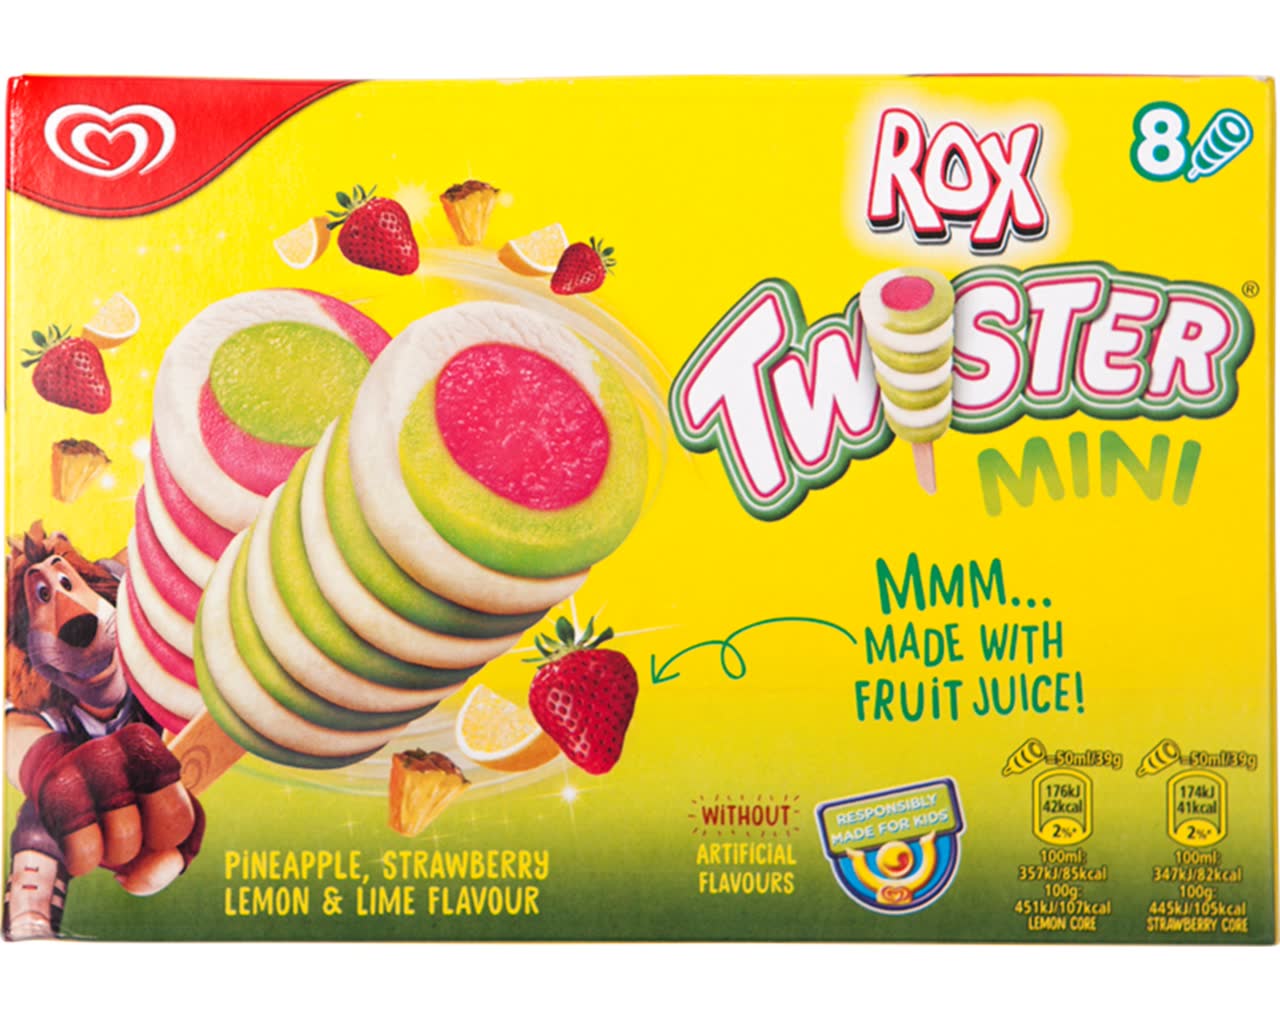 ROX
8
TWISTER
®
MINI
MMM...
MADE WITH
FRUIT JUICE!
WITHOUT
ARTIFICIAL
FLAVOURS
RESPONSIBLY
MADE FOR KIDS
PINEAPPLE, STRAWBERRY
LEMON & LIME FLAVOUR
=50ml/39g
176kJ
42kcal
2%*
100ml:
357kJ/85kcal
100g:
451kJ/107kcal
LEMON CORE
=50ml/39g
174kJ
41kcal
2%*
100ml:
347kJ/82kcal
100g:
445kJ/105kcal
STRAWBERRY CORE